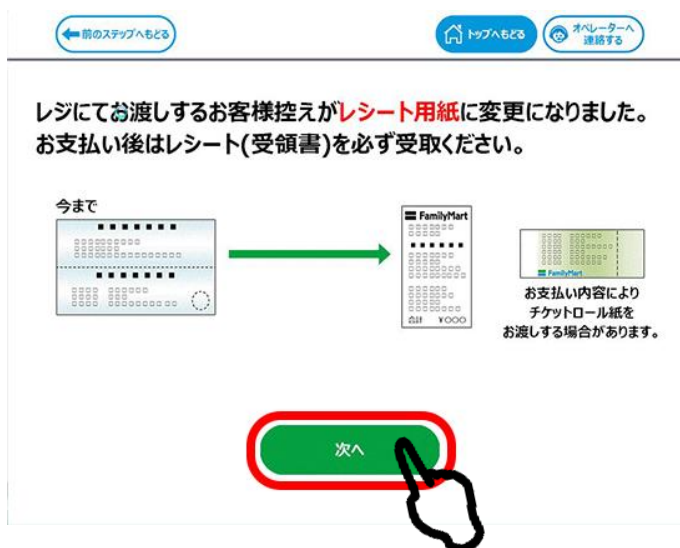 前のステップへもどる
トップへもどる
オペレーターへ
連絡する
レジにてお渡しするお客様控えがレシート用紙に変更になりました。
お支払い後はレシート(受領書)を必ず受取ください。
今まで
FamilyMart
合計 ¥○○○
FamilyMart
お支払い内容により
チケットロール紙を
お渡しする場合があります。
次へ